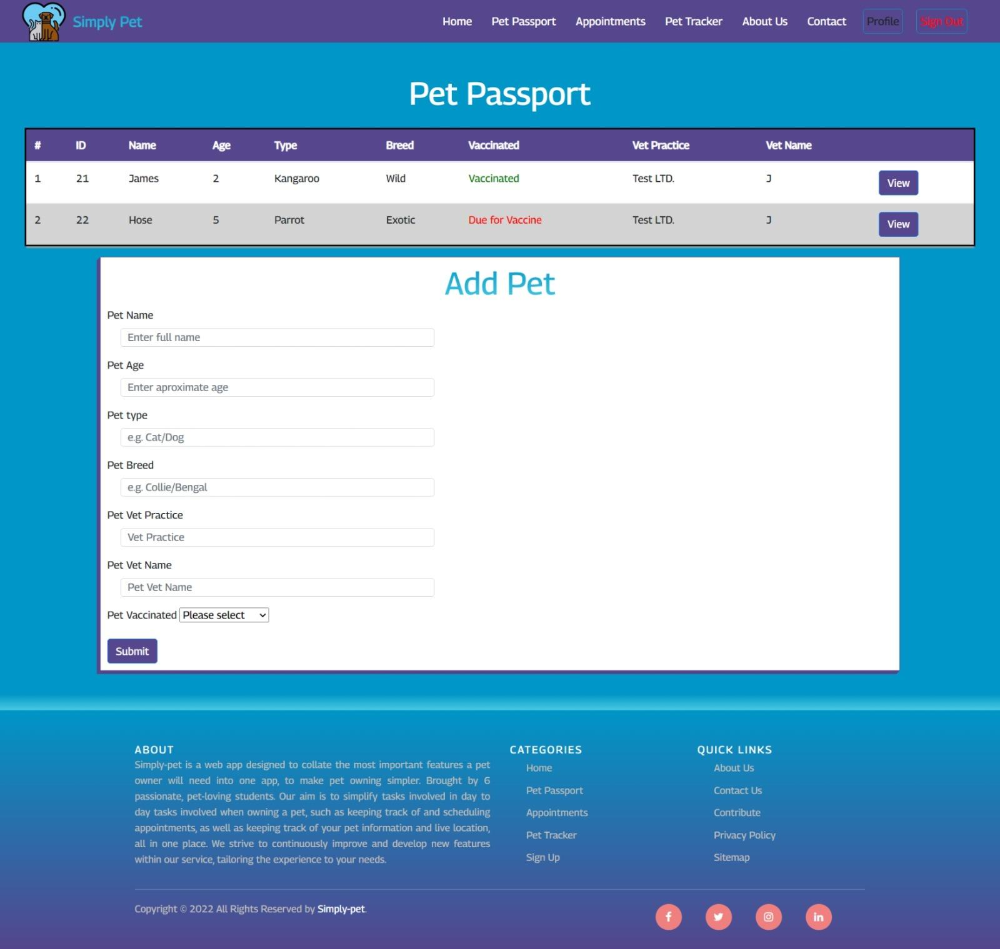 Simply Pet
Home Pet Passport Appointments Pet Tracker About Us Contact Profile Sign Out
Pet Passport
# ID Name Age Type Breed Vaccinated Vet Practice Vet Name
1 21 James 2 Kangaroo Wild Vaccinated Test LTD. J View
2 22 Hose 5 Parrot Exotic Due for Vaccine Test LTD. J View
Add Pet
Pet Name
Enter full name
Pet Age
Enter aproximate age
Pet type
e.g. Cat/Dog
Pet Breed
e.g. Collie/Bengal
Pet Vet Practice
Vet Practice
Pet Vet Name
Pet Vet Name
Pet Vaccinated Please select
Submit
ABOUT
Simply-pet is a web app designed to collate the most important features a pet
owner will need into one app, to make pet owning simpler. Brought by 6
passionate, pet-loving students. Our aim is to simplify tasks involved in day to
day tasks involved when owning a pet, such as keeping track of and scheduling
appointments, as well as keeping track of your pet information and live location,
all in one place. We strive to continuously improve and develop new features
within our service, tailoring the experience to your needs.
CATEGORIES
Home
Pet Passport
Appointments
Pet Tracker
Sign Up
QUICK LINKS
About Us
Contact Us
Contribute
Privacy Policy
Sitemap
Copyright © 2022 All Rights Reserved by Simply-pet.